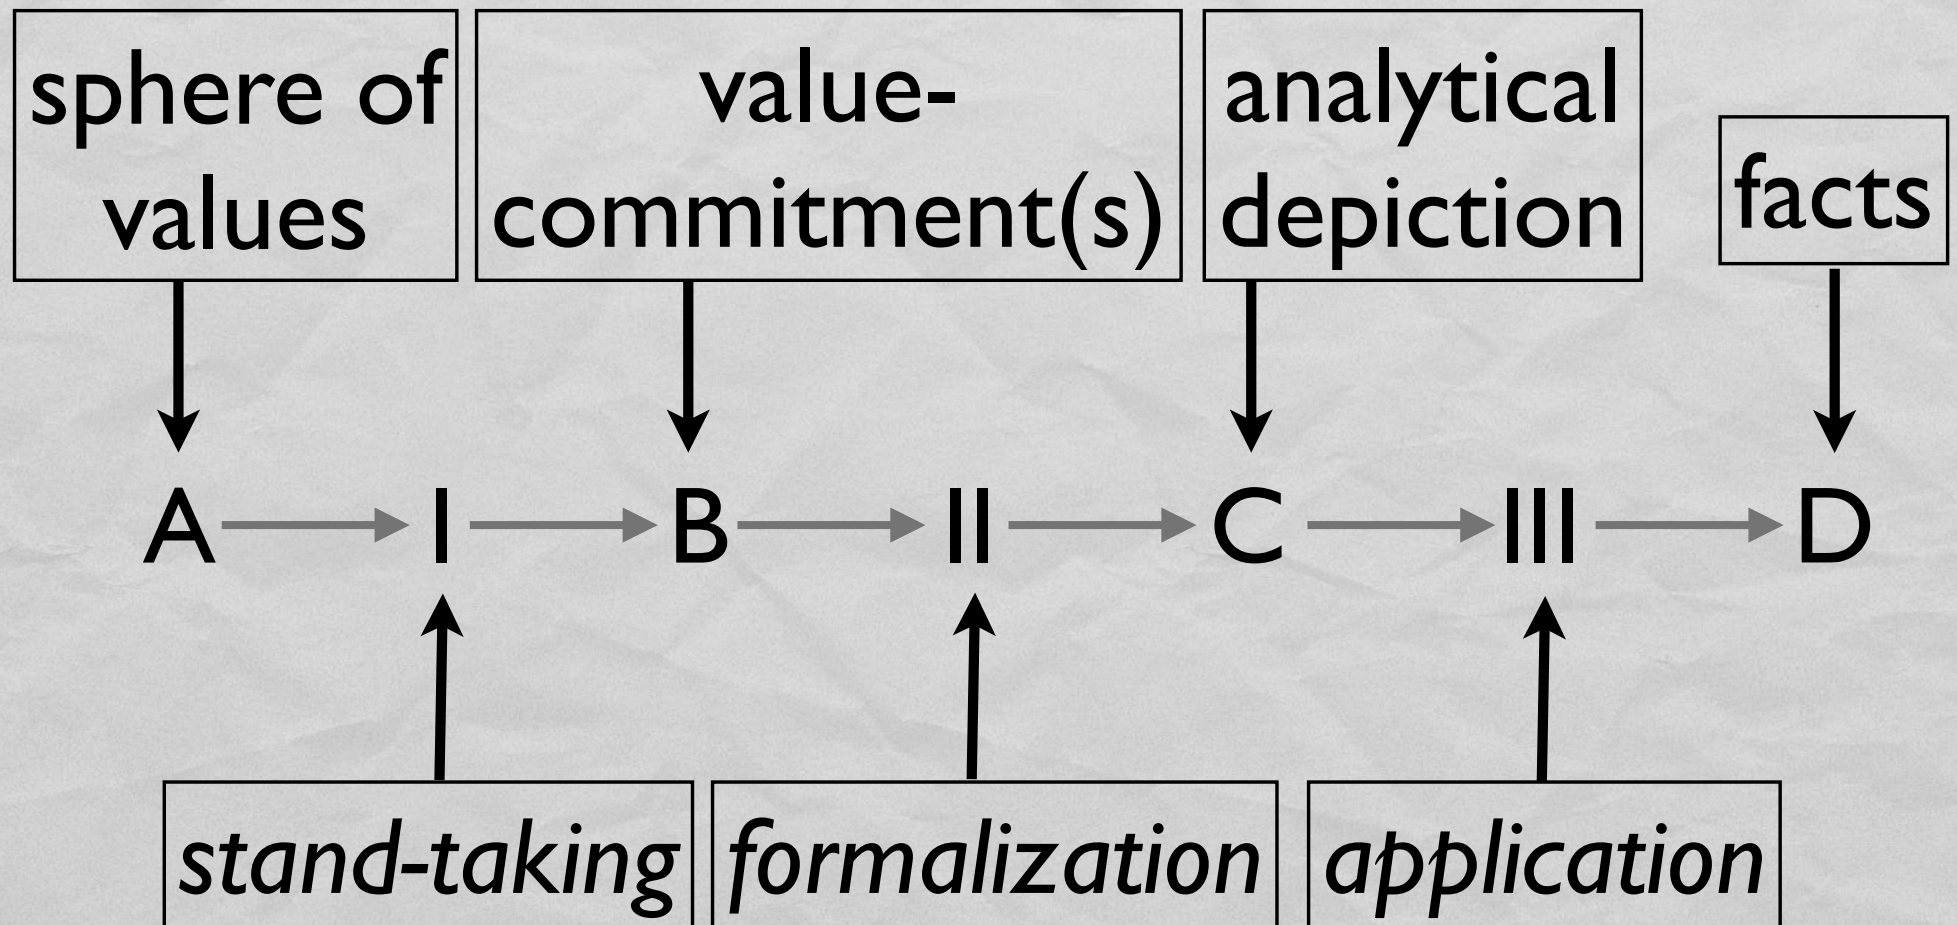 sphere of
values
value-
commitment(s)
analytical
depiction
facts
A I B II C III D
stand-taking
formalization
application